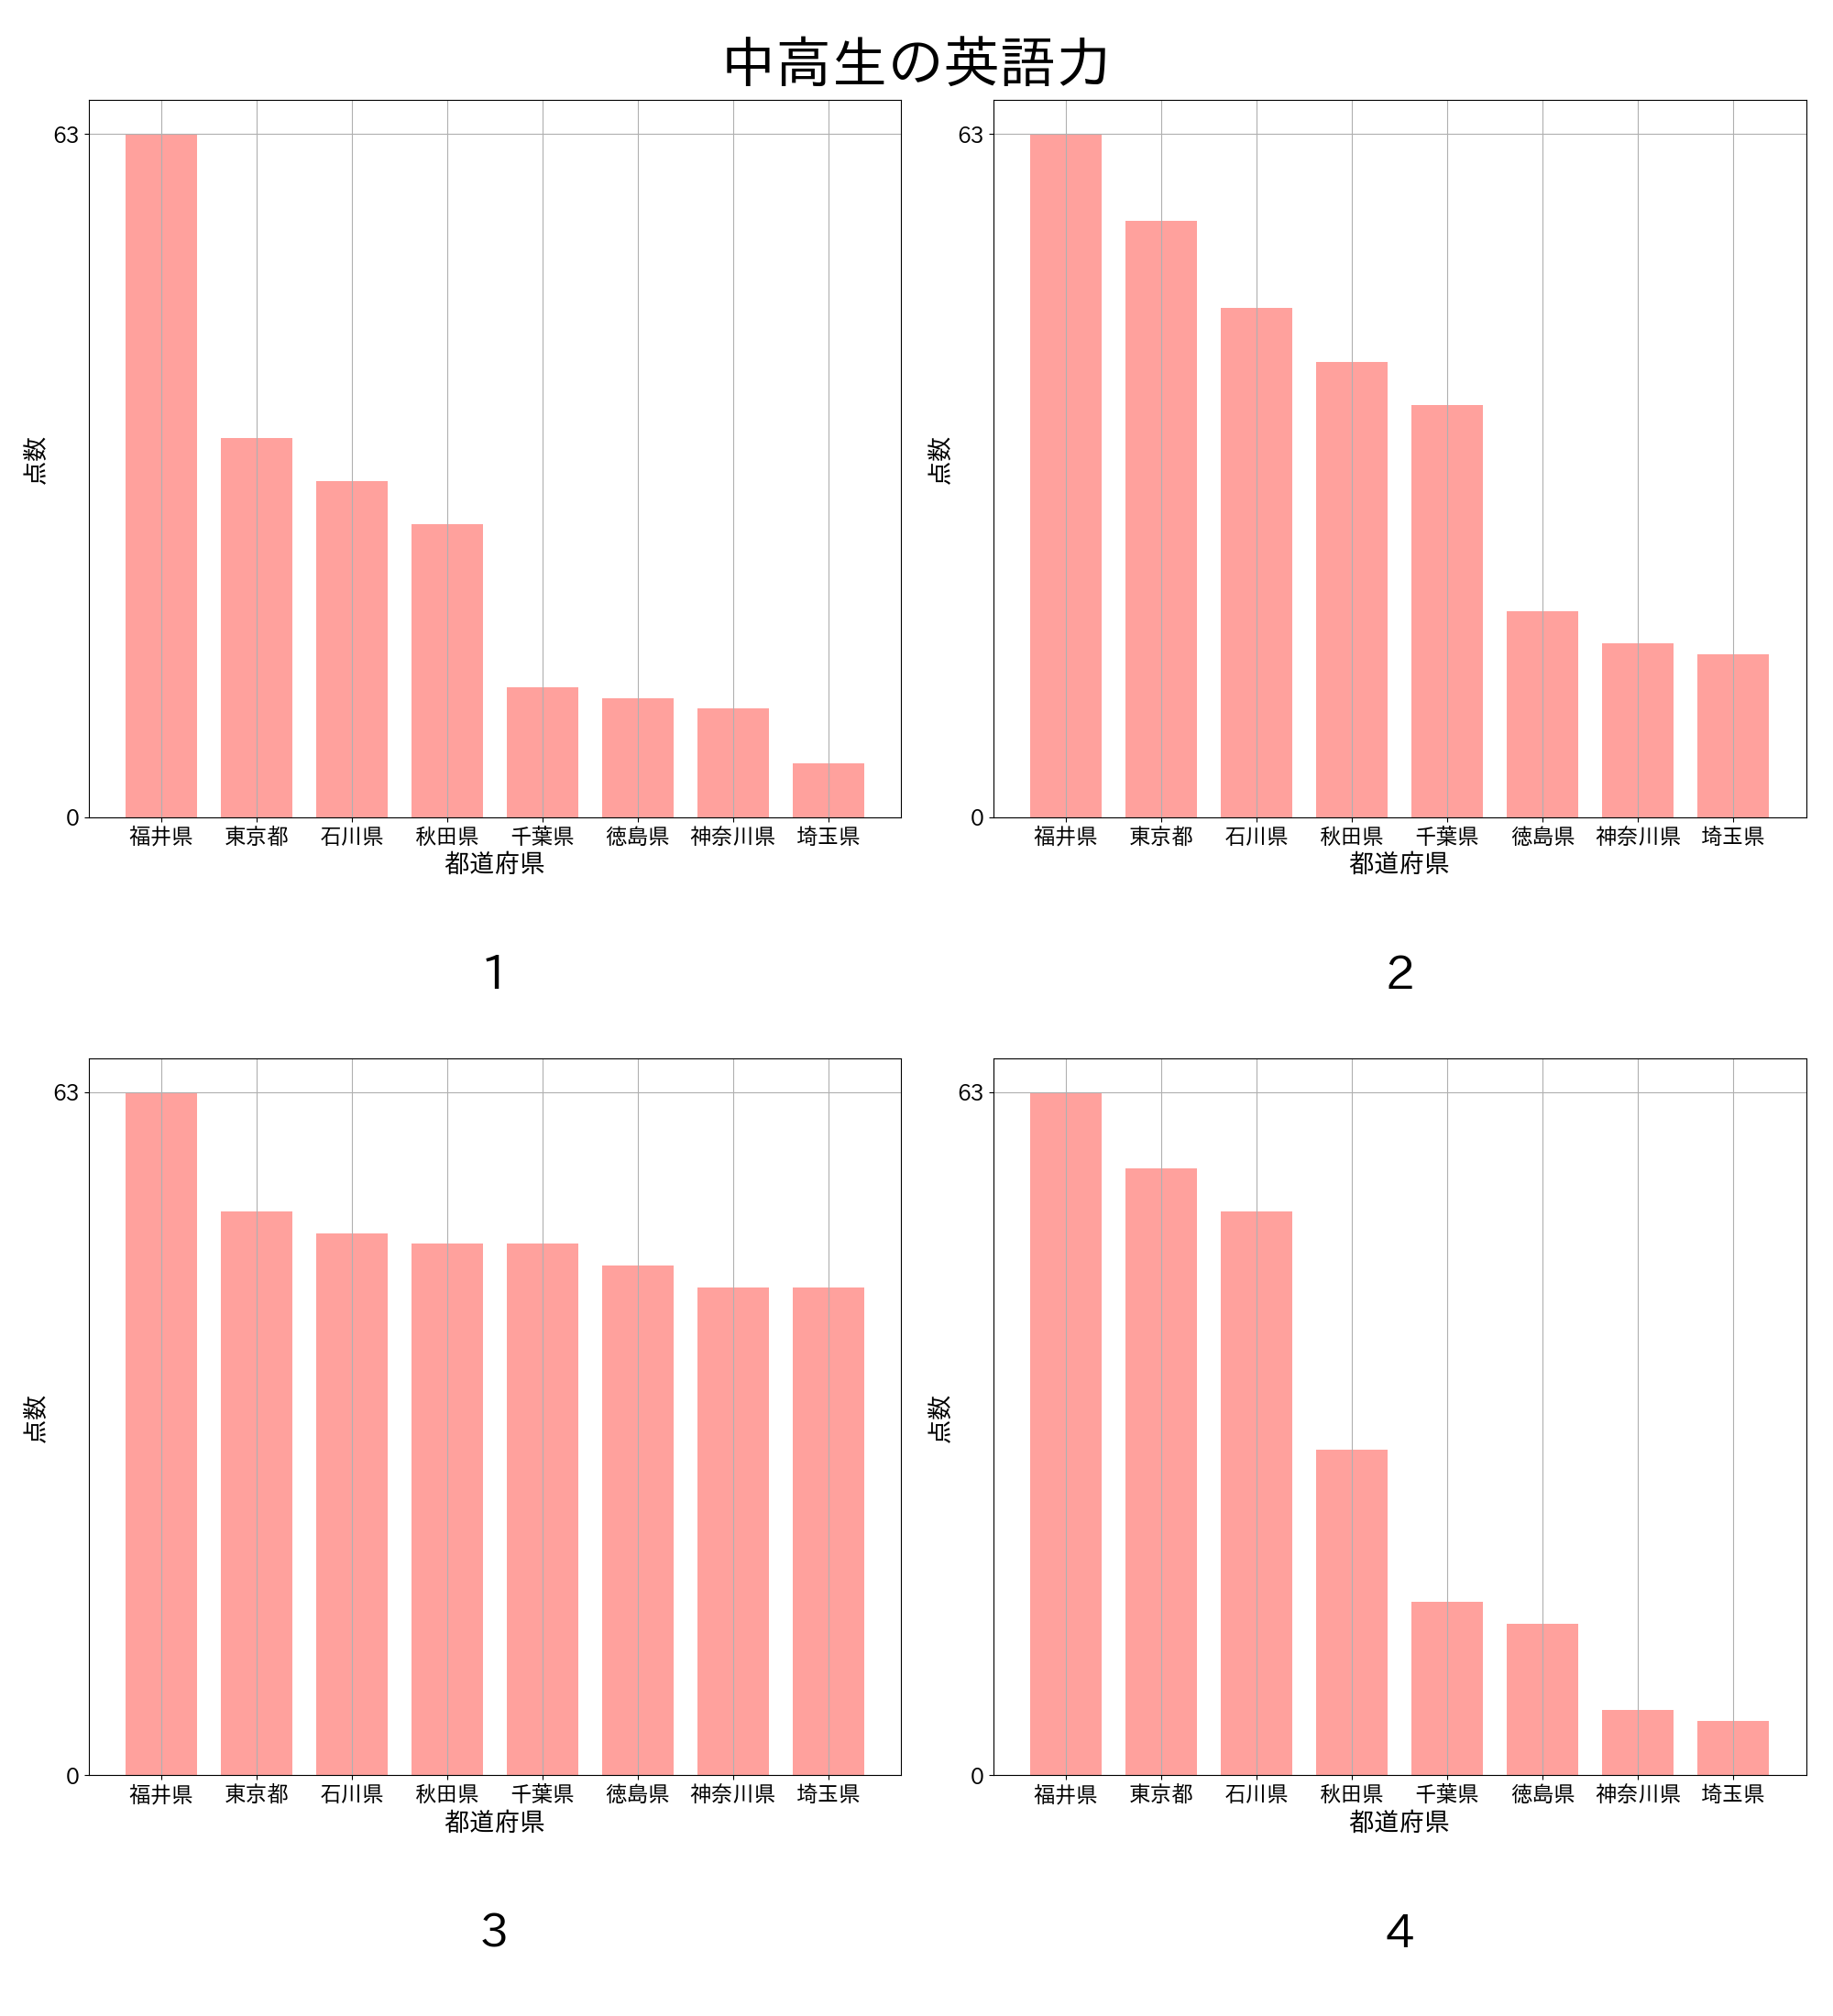 中高生の英語力
63
0
点数
福井県 東京都 石川県 秋田県 千葉県 徳島県 神奈川県 埼玉県
都道府県
1
63
0
点数
福井県 東京都 石川県 秋田県 千葉県 徳島県 神奈川県 埼玉県
都道府県
2
63
0
点数
福井県 東京都 石川県 秋田県 千葉県 徳島県 神奈川県 埼玉県
都道府県
3
63
0
点数
福井県 東京都 石川県 秋田県 千葉県 徳島県 神奈川県 埼玉県
都道府県
4